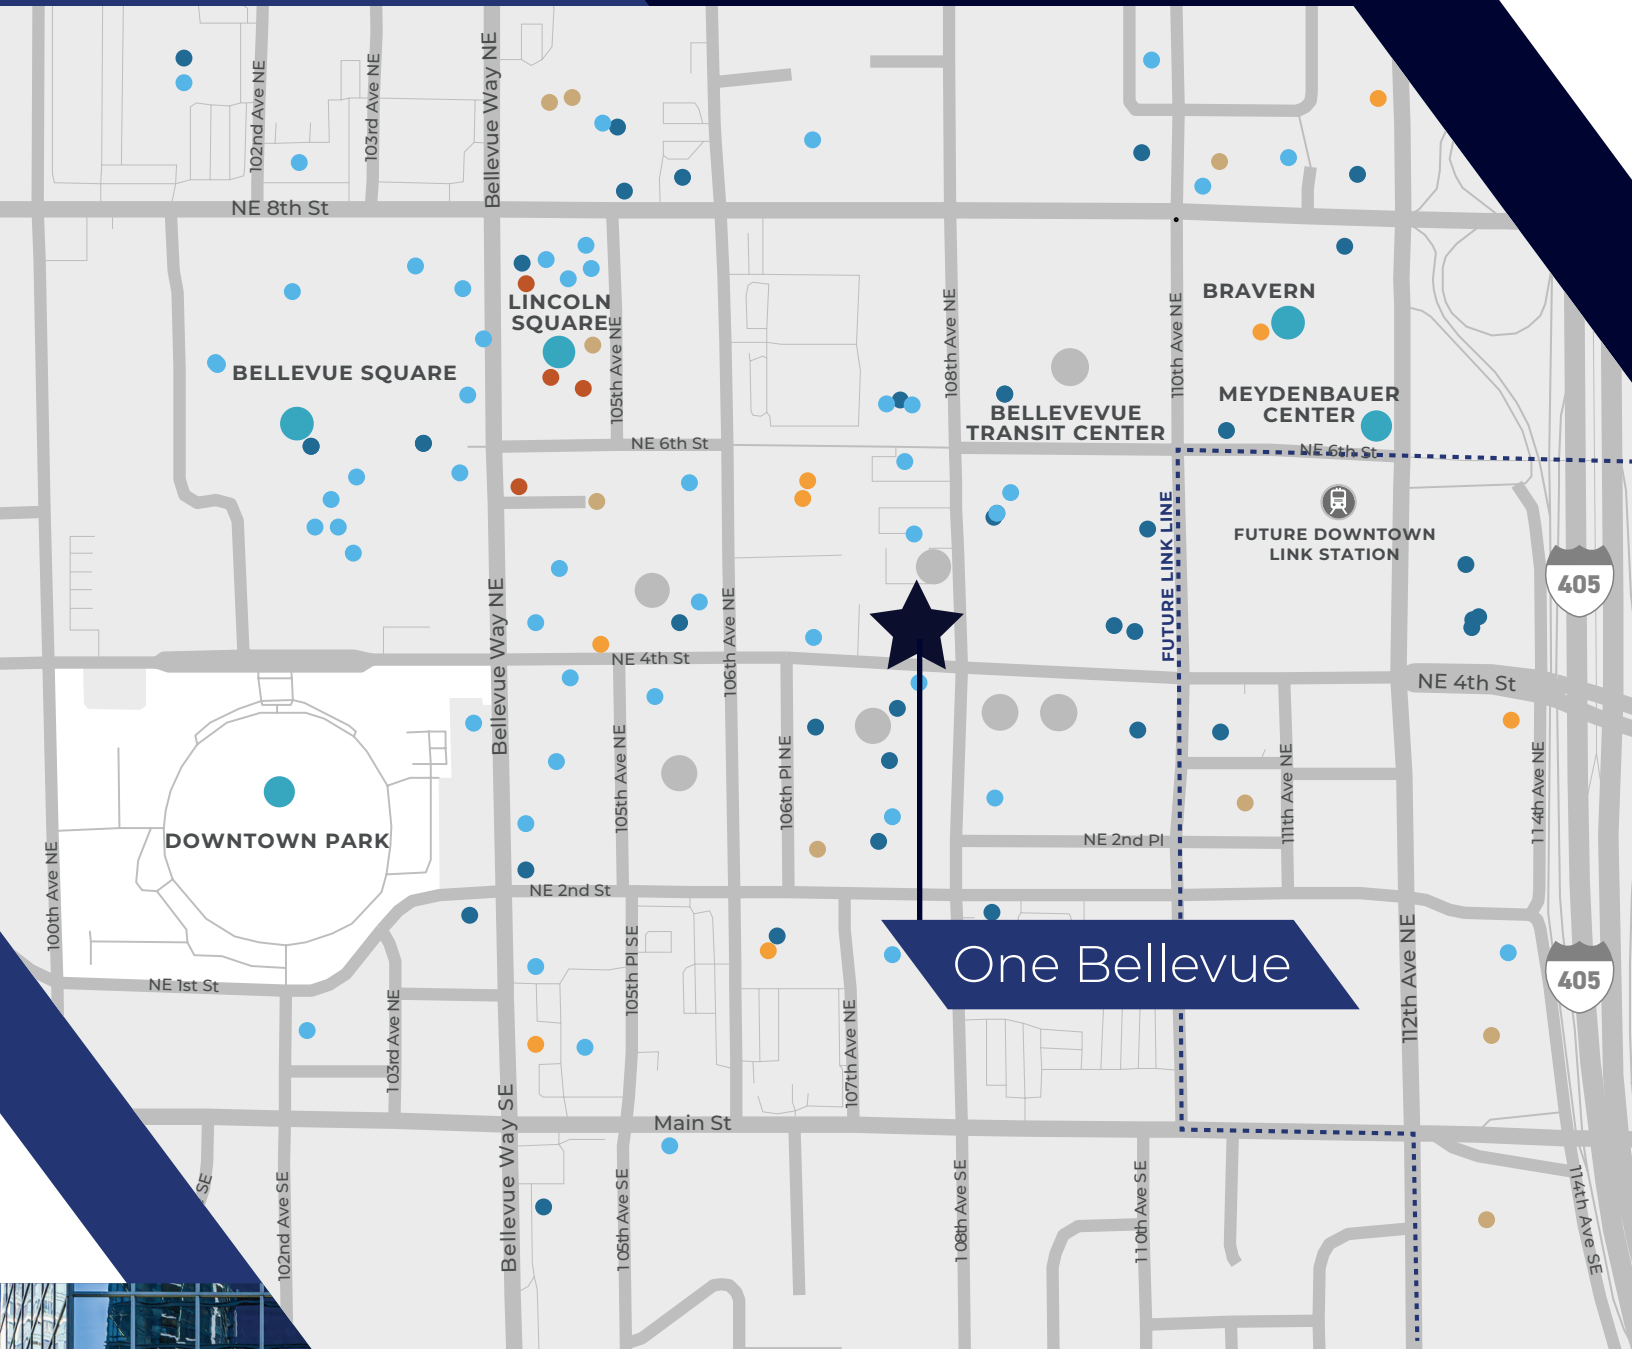 102nd Ave NE
103rd Ave NE
Bellevue Way NE
NE 8th St
LINCOLN
SQUARE
105th Ave NE
BELLEVUE SQUARE
NE 6th St
108th Ave NE
110th Ave NE
BRAVERN
MEYDENBAUER
CENTER
BELLEVEVUE
TRANSIT CENTER
NE 6th St
FUTURE LINK LINE
FUTURE DOWNTOWN
LINK STATION
405
Bellevue Way NE
106th Ave NE
NE 4th St
NE 4th St
105th Ave NE
106th Pl NE
111th Ave NE
114th Ave NE
DOWNTOWN PARK
NE 2nd Pl
100th Ave NE
NE 2nd St
One Bellevue
112th Ave NE
405
105th Pl SE
NE 1st St
103rd Ave NE
107th Ave NE
Main St
Bellevue Way SE
SE
102nd Ave SE
105th Ave SE
108th Ave SE
110th Ave SE
114th Ave SE